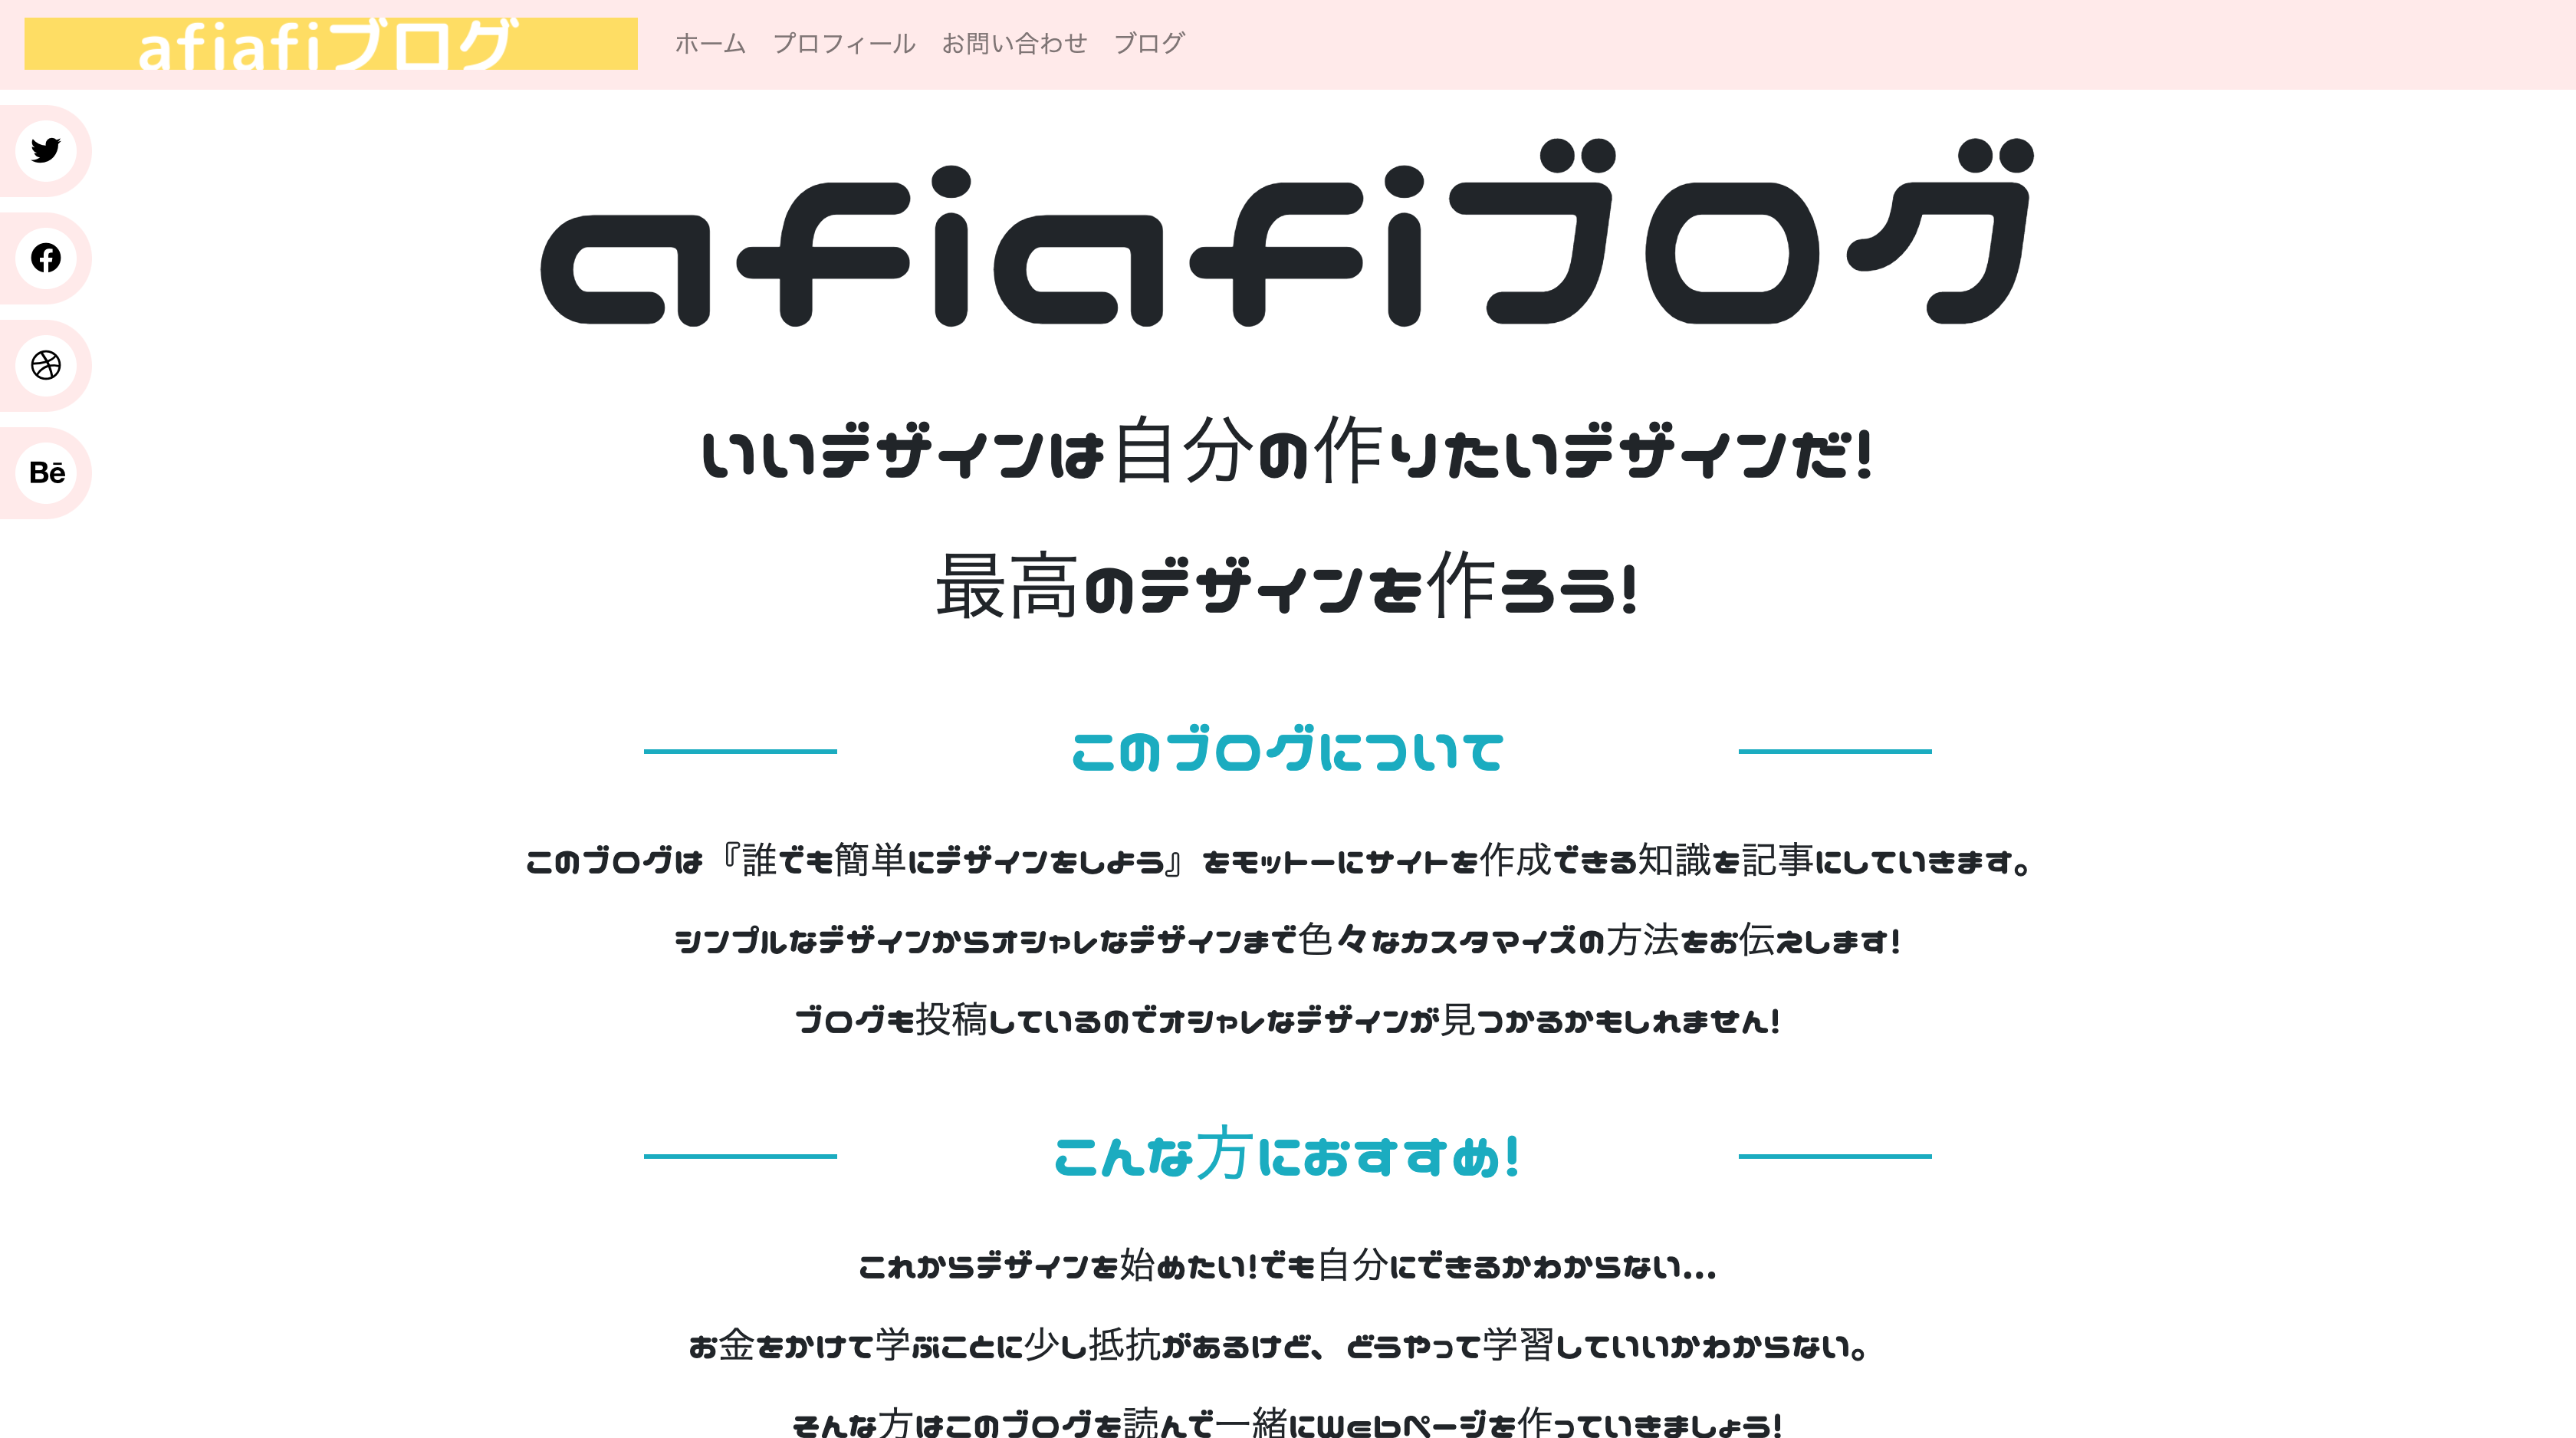 afiafiブログ
ホーム プロフィール お問い合わせ ブログ
afiafiブログ
いいデザインは自分の作りたいデザインだ!
最高のデザインを作ろう!
Bē
このブログについて
このブログは『誰でも簡単にデザインをしよう』をモットーにサイトを作成できる知識を記事にしていきます。
シンプルなデザインからオシャレなデザインまで色々なカスタマイズの方法をお伝えします!
ブログも投稿しているのでオシャレなデザインが見つかるかもしれません!
こんな方におすすめ!
これからデザインを始めたい!でも自分にできるかわからない...
お金をかけて学ぶことに少し抵抗があるけど、どうやって学習していいかわからない。
そんな方はこのブログを読んで一緒にWebページを作っていきましょう!